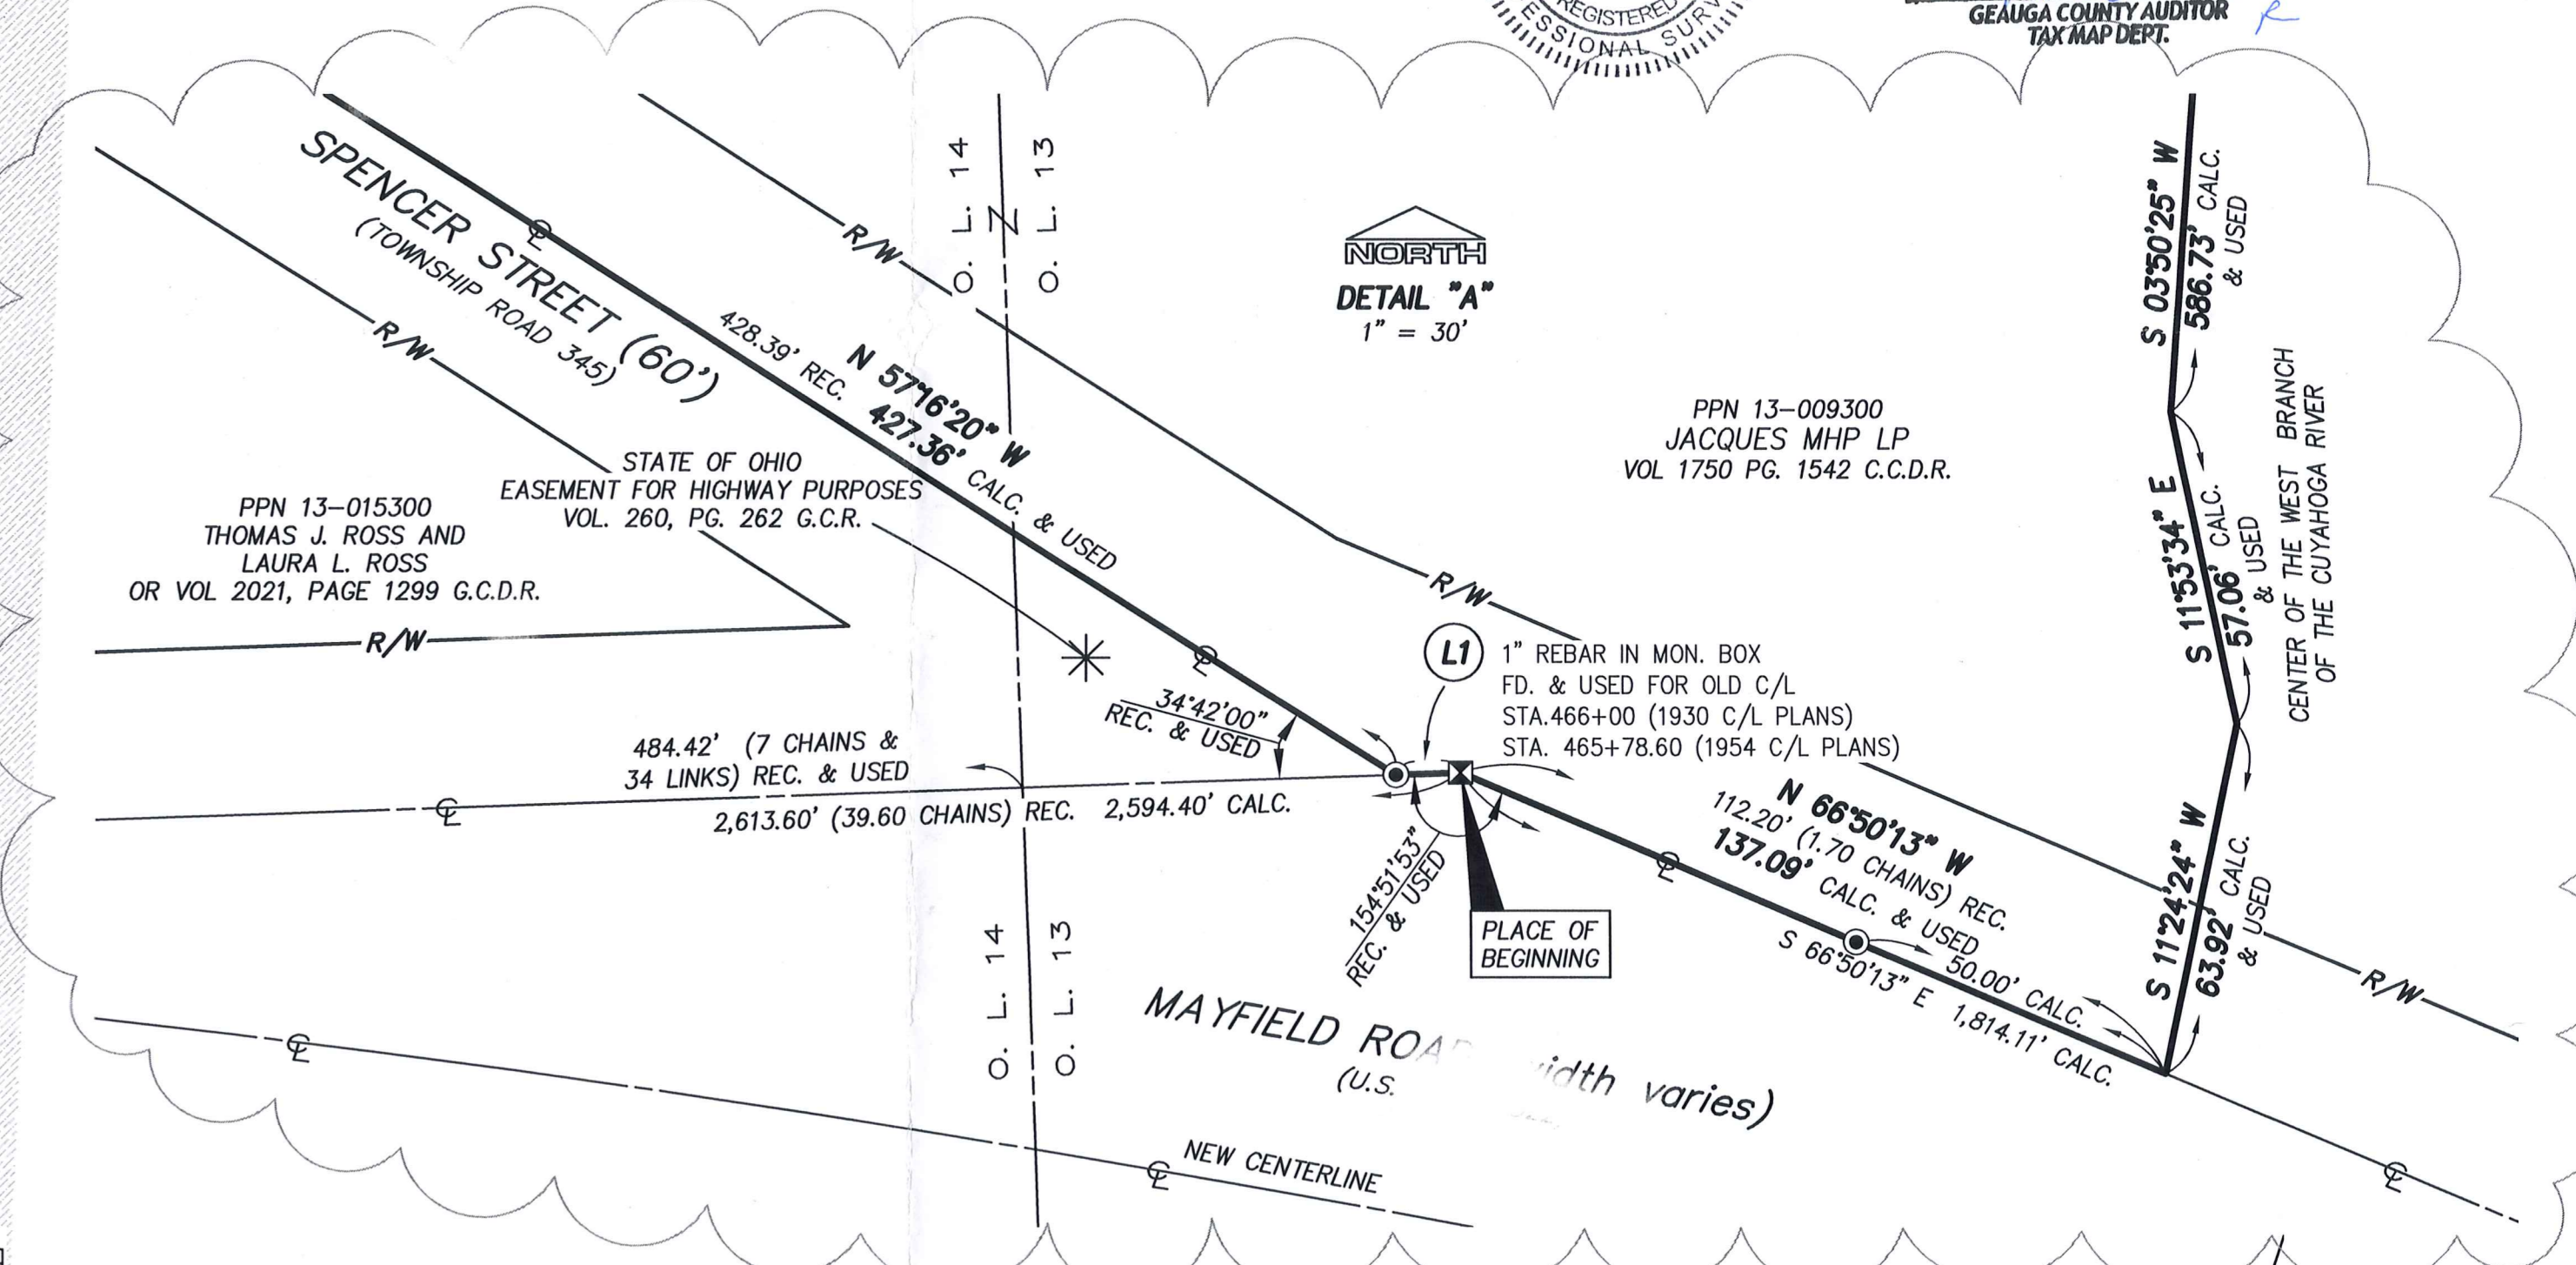 REGISTERED
ESSIONAL SURV
GEAUGA COUNTY AUDITOR
TAX MAP DEPT.
SPENCER STREET (60')
(TOWNSHIP ROAD 345)
R/W
R/W
O. L. 14
O. L. 13
NORTH
DETAIL "A"
1" = 30'
428.39' REC.
N 57°16'20" W
427.36' CALC. & USED
S 03°50'25" W
586.73' CALC.
& USED
PPN 13-009300
JACQUES MHP LP
VOL 1750 PG. 1542 C.C.D.R.
S 11°53'34" E
57.06' CALC.
& USED
CENTER OF THE WEST BRANCH
OF THE CUYAHOGA RIVER
STATE OF OHIO
EASEMENT FOR HIGHWAY PURPOSES
VOL. 260, PG. 262 G.C.R.
PPN 13-015300
THOMAS J. ROSS AND
LAURA L. ROSS
OR VOL 2021, PAGE 1299 G.C.D.R.
R/W
R/W
L1
1" REBAR IN MON. BOX
FD. & USED FOR OLD C/L
STA.466+00 (1930 C/L PLANS)
STA. 465+78.60 (1954 C/L PLANS)
34°42'00"
REC. & USED
484.42' (7 CHAINS &
34 LINKS) REC. & USED
2,613.60' (39.60 CHAINS) REC. 2,594.40' CALC.
154°51'53"
REC. & USED
PLACE OF
BEGINNING
N 66°50'13" W
112.20' (1.70 CHAINS) REC.
137.09' CALC. & USED
50.00' CALC.
S 66°50'13" E 1,814.11' CALC.
S 11°24'24" W
63.92' CALC.
& USED
R/W
O. L. 14
O. L. 13
MAYFIELD ROA idth varies)
(U.S.
NEW CENTERLINE